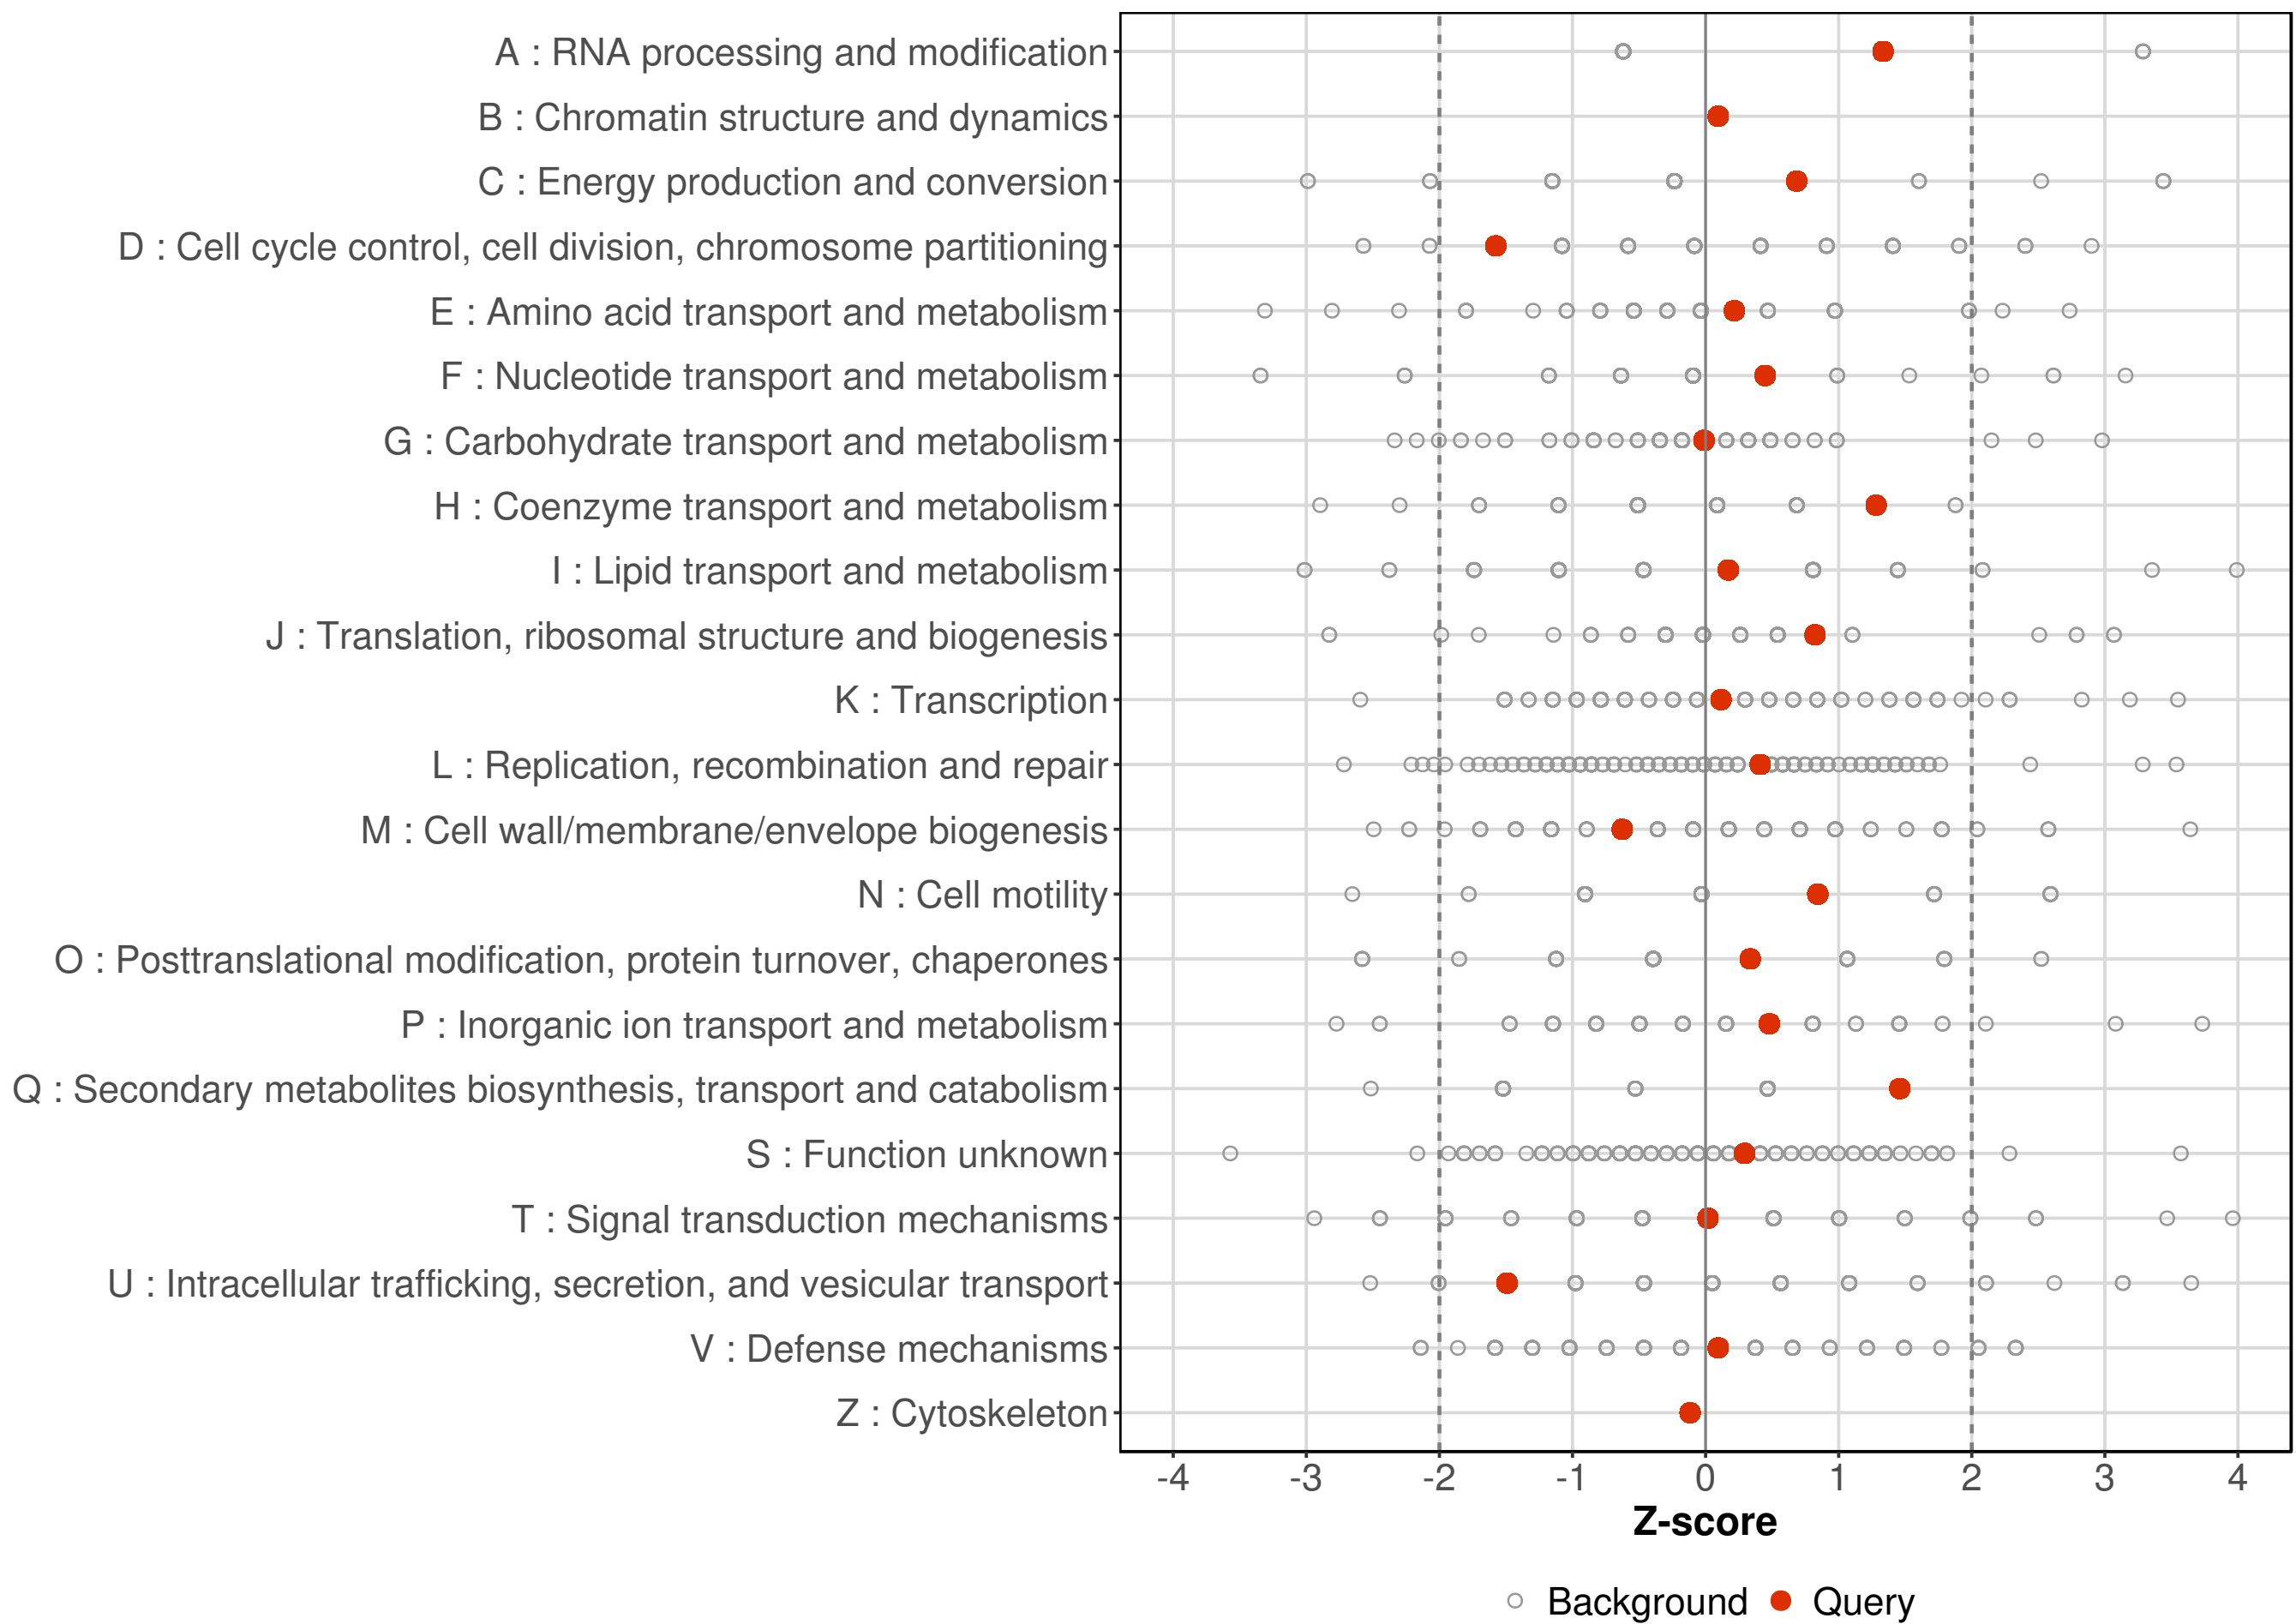 A : RNA processing and modification
B : Chromatin structure and dynamics
C : Energy production and conversion
D : Cell cycle control, cell division, chromosome partitioning
E : Amino acid transport and metabolism
F : Nucleotide transport and metabolism
G : Carbohydrate transport and metabolism
H : Coenzyme transport and metabolism
I : Lipid transport and metabolism
J : Translation, ribosomal structure and biogenesis
K : Transcription
L : Replication, recombination and repair
M : Cell wall/membrane/envelope biogenesis
N : Cell motility
O : Posttranslational modification, protein turnover, chaperones
P : Inorganic ion transport and metabolism
Q : Secondary metabolites biosynthesis, transport and catabolism
S : Function unknown
T : Signal transduction mechanisms
U : Intracellular trafficking, secretion, and vesicular transport
V : Defense mechanisms
Z : Cytoskeleton
-4 -3 -2 -1 0 1 2 3 4
Z-score
Background Query